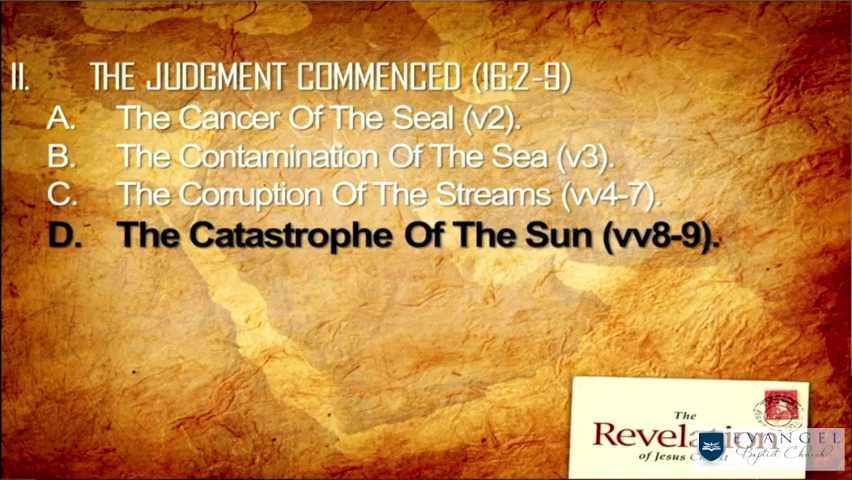 II. THE JUDGMENT COMMENCED (16:2-9)
A. The Cancer Of The Seal (v2).
B. The Contamination Of The Sea (v3).
C. The Corruption Of The Streams (vv4-7).
D. The Catastrophe Of The Sun (vv8-9).
The
Revelation
of Jesus Christ
EVANGEL
Baptist Church